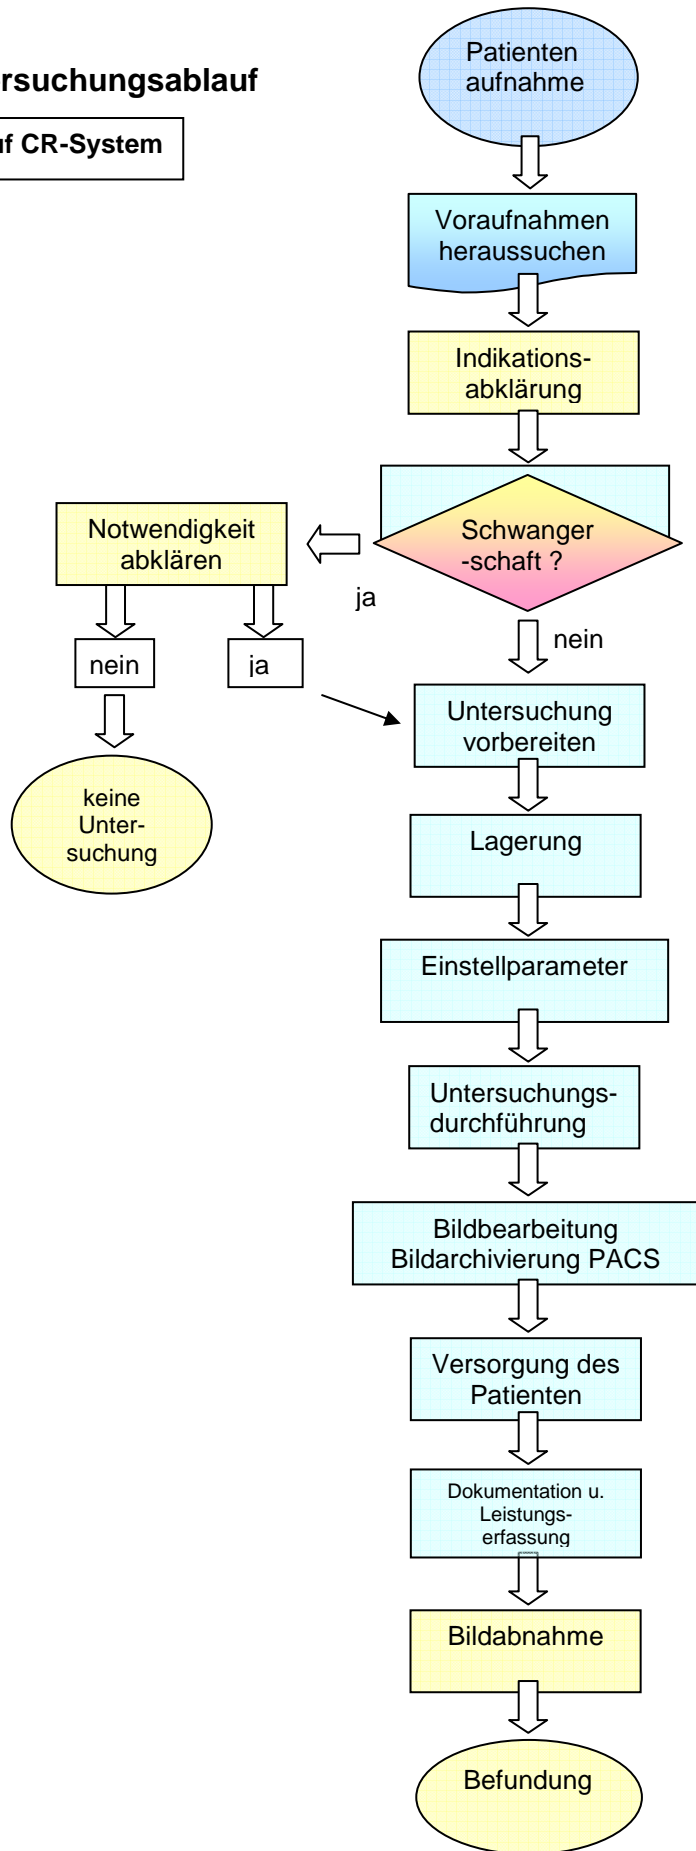 rsuchungsablauf
uf CR-System
Patienten
aufnahme
Voraufnahmen
heraussuchen
Indikations-
abklärung
Schwanger
-schaft ?
Notwendigkeit
abklären
ja
nein
nein
ja
Untersuchung
vorbereiten
keine
Unter-
suchung
Lagerung
Einstellparameter
Untersuchungs-
durchführung
Bildbearbeitung
Bildarchivierung PACS
Versorgung des
Patienten
Dokumentation u.
Leistungs-
erfassung
Bildabnahme
Befundung